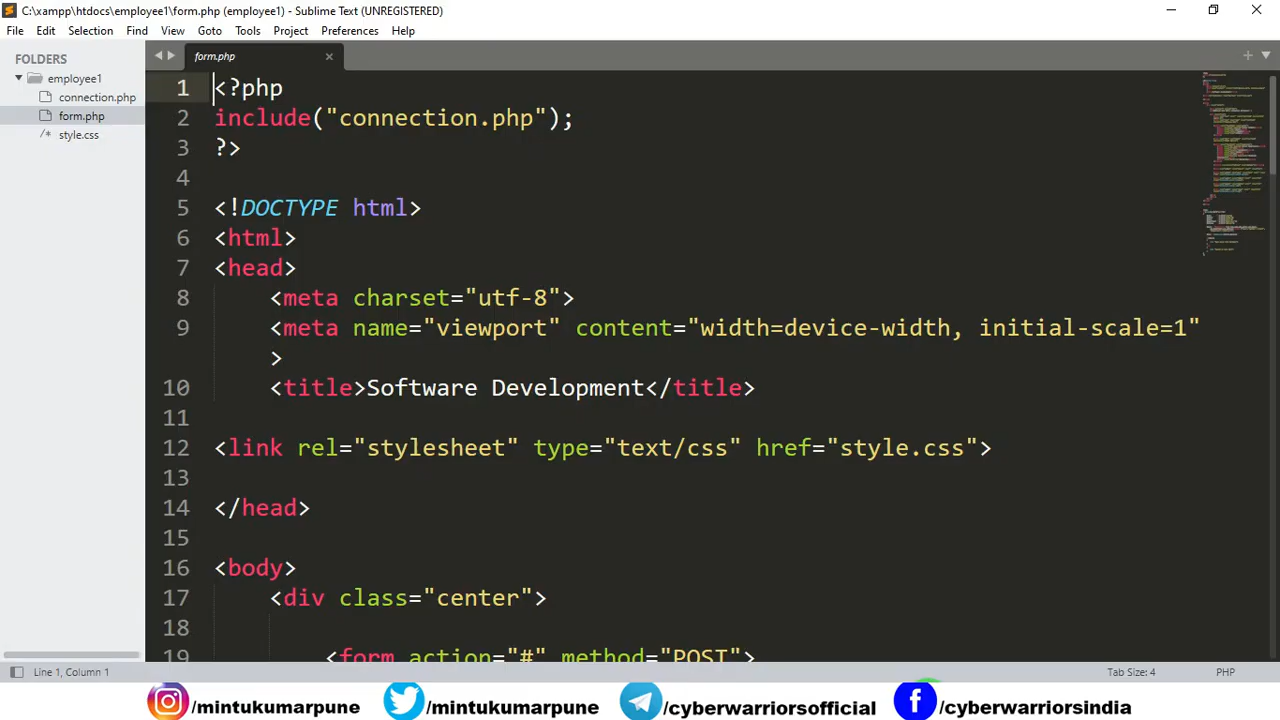 C:\xampp\htdocs\employee1\form.php (employee1) - Sublime Text (UNREGISTERED)
File Edit Selection Find View Goto Tools Project Preferences Help
FOLDERS
employee1
connection.php
form.php
style.css
form.php
1 <?php
2 include("connection.php");
3 ?>
4
5 <!DOCTYPE html>
6 <html>
7 <head>
8 <meta charset="utf-8">
9 <meta name="viewport" content="width=device-width, initial-scale=1"
>
10 <title>Software Development</title>
11
12 <link rel="stylesheet" type="text/css" href="style.css">
13
14 </head>
15
16 <body>
17 <div class="center">
18
19 <form action="#" method="POST">
Line 1, Column 1 Tab Size: 4 PHP
/mintukumarpune /mintukumarpune /cyberwarriorsofficial /cyberwarriorsindia